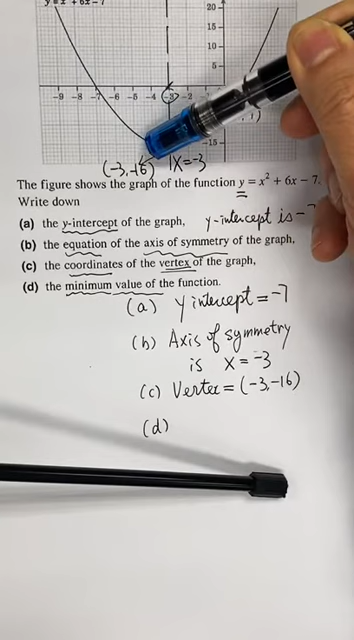 20
15
10
5
-9 -8 -7 -6 -5 -4 -3 -2
-15
(-3,-16) x=-3
The figure shows the graph of the function y = x² + 6x − 7.
Write down
(a) the y-intercept of the graph, y-intercept is -7
(b) the equation of the axis of symmetry of the graph,
(c) the coordinates of the vertex of the graph,
(d) the minimum value of the function.
(a) y intercept = -7
(b) Axis of symmetry
is x = -3
(c) Vertex = (-3,-16)
(d)